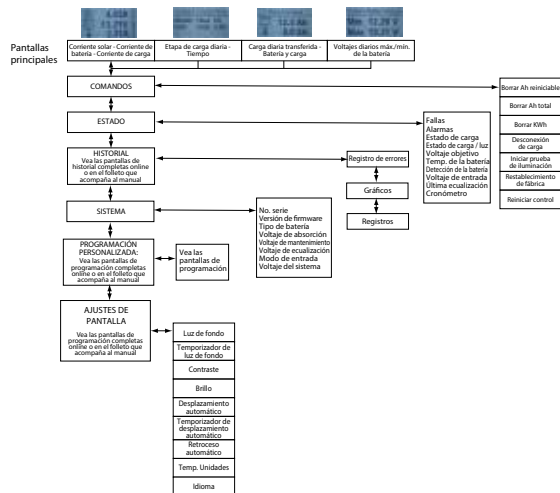 Pantallas
principales
Corriente solar - Corriente de
batería - Corriente de carga
Etapa de carga diaria -
Tiempo
Carga diaria transferida -
Batería y carga
Voltajes diarios máx./mín.
de la batería
COMANDOS
ESTADO
HISTORIAL
Vea las pantallas de
historial completas online
o en el folleto que
acompaña al manual
SISTEMA
PROGRAMACIÓN
PERSONALIZADA:
Vea las pantallas de
programación completas
online o en el folleto que
acompaña al manual
AJUSTES DE
PANTALLA
Vea las pantallas de
programación completas
online o en el folleto que
acompaña al manual
Borrar Ah reiniciable
Borrar Ah total
Borrar KWh
Desconexión
de carga
Iniciar prueba
de iluminación
Restablecimiento
de fábrica
Reiniciar control
Fallas
Alarmas
Estado de carga
Estado de carga / luz
Voltaje objetivo
Temp. de la batería
Detección de la batería
Voltaje de entrada
Última ecualización
Cronómetro
Registro de errores
Gráficos
Registros
No. serie
Versión de firmware
Tipo de batería
Voltaje de absorción
Voltaje de mantenimiento
Voltaje de ecualización
Modo de entrada
Voltaje del sistema
Vea las
pantallas de
programación
Luz de fondo
Temporizador de
luz de fondo
Contraste
Brillo
Desplazamiento
automático
Temporizador de
desplazamiento
automático
Retroceso
automático
Temp. Unidades
Idioma